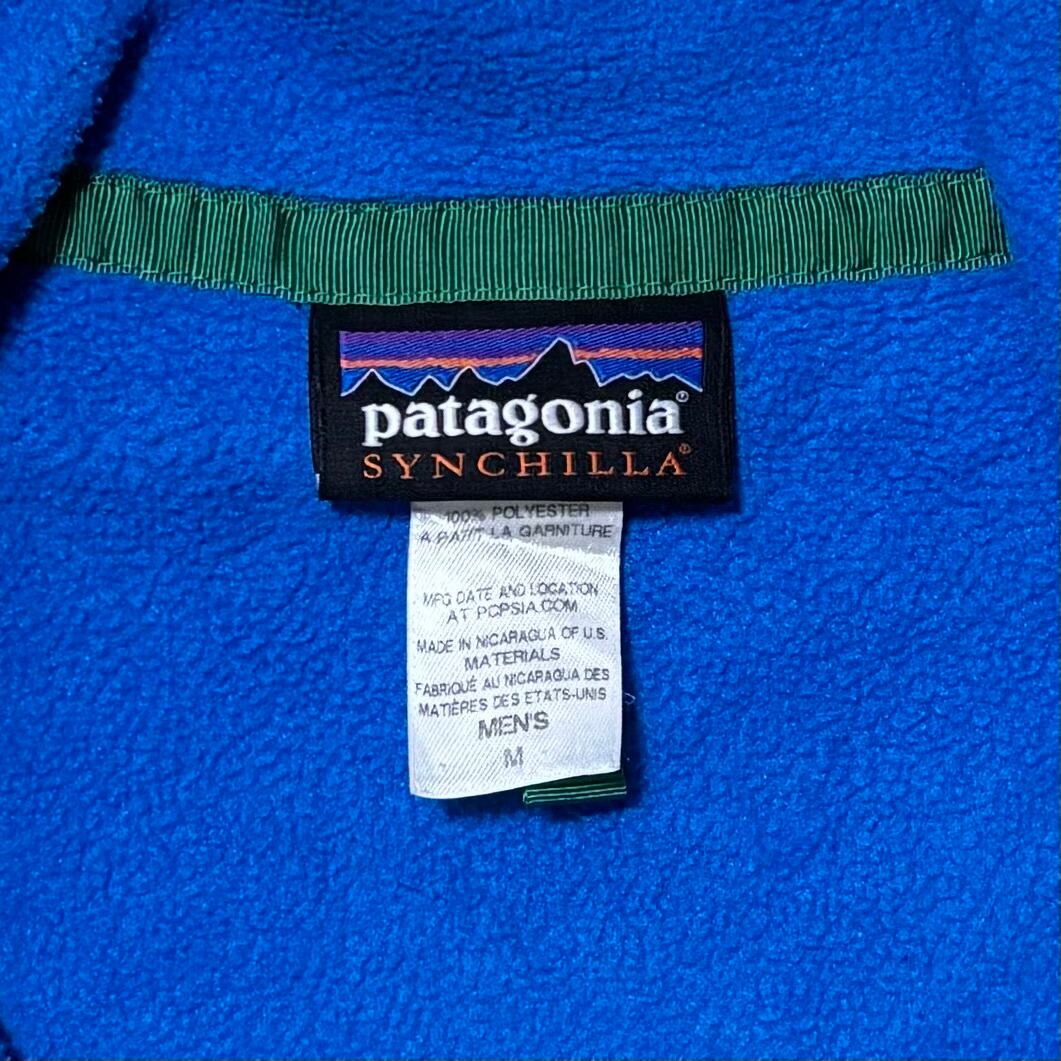 patagonia®
SYNCHILLA®
100% POLYESTER
A PART LA GARNITURE
MFG DATE AND LOCATION
AT PCPSIA.COM
MADE IN NICARAGUA OF U.S.
MATERIALS
FABRIQUÉ AU NICARAGUA DES
MATIÈRES DES ETATS-UNIS
MEN'S
M